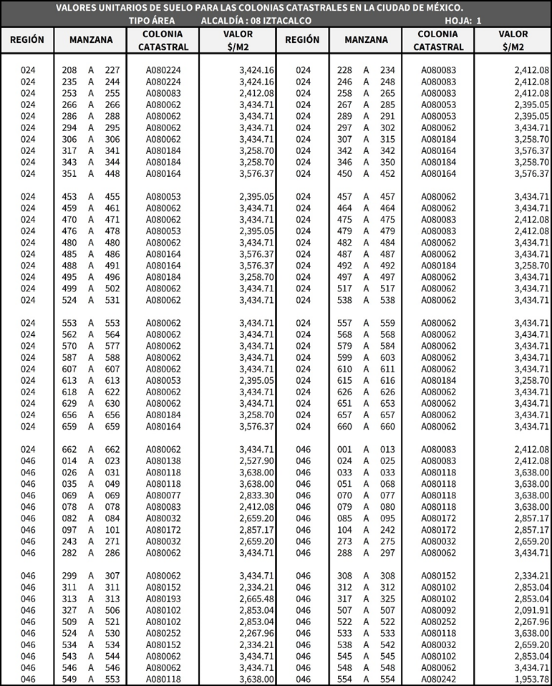 VALORES UNITARIOS DE SUELO PARA LAS COLONIAS CATASTRALES EN LA CIUDAD DE MÉXICO.
TIPO ÁREA ALCALDÍA : 08 IZTACALCO HOJA: 1
REGIÓN MANZANA COLONIA CATASTRAL VALOR $/M2 REGIÓN MANZANA COLONIA CATASTRAL VALOR $/M2
024 208 A 227 A080224 3,424.16 024 228 A 234 A080083 2,412.08
024 235 A 244 A080224 3,424.16 024 246 A 248 A080083 2,412.08
024 253 A 255 A080083 2,412.08 024 258 A 265 A080083 2,412.08
024 266 A 266 A080062 3,434.71 024 267 A 285 A080053 2,395.05
024 286 A 288 A080062 3,434.71 024 289 A 291 A080053 2,395.05
024 294 A 295 A080062 3,434.71 024 297 A 302 A080062 3,434.71
024 306 A 306 A080062 3,434.71 024 307 A 315 A080184 3,258.70
024 317 A 341 A080184 3,258.70 024 342 A 342 A080164 3,576.37
024 343 A 344 A080184 3,258.70 024 346 A 350 A080184 3,258.70
024 351 A 448 A080164 3,576.37 024 450 A 452 A080164 3,576.37
024 453 A 455 A080053 2,395.05 024 457 A 457 A080062 3,434.71
024 459 A 461 A080062 3,434.71 024 464 A 464 A080062 3,434.71
024 470 A 471 A080062 3,434.71 024 475 A 475 A080083 2,412.08
024 476 A 478 A080053 2,395.05 024 479 A 479 A080083 2,412.08
024 480 A 480 A080062 3,434.71 024 482 A 484 A080062 3,434.71
024 485 A 486 A080164 3,576.37 024 487 A 487 A080062 3,434.71
024 488 A 491 A080164 3,576.37 024 492 A 492 A080184 3,258.70
024 495 A 496 A080184 3,258.70 024 497 A 497 A080062 3,434.71
024 499 A 502 A080062 3,434.71 024 517 A 517 A080062 3,434.71
024 524 A 531 A080062 3,434.71 024 538 A 538 A080062 3,434.71
024 553 A 553 A080062 3,434.71 024 557 A 559 A080062 3,434.71
024 562 A 564 A080062 3,434.71 024 568 A 568 A080062 3,434.71
024 570 A 577 A080062 3,434.71 024 579 A 584 A080062 3,434.71
024 587 A 588 A080062 3,434.71 024 599 A 603 A080062 3,434.71
024 607 A 607 A080062 3,434.71 024 610 A 611 A080062 3,434.71
024 613 A 613 A080053 2,395.05 024 615 A 616 A080184 3,258.70
024 618 A 622 A080062 3,434.71 024 626 A 626 A080062 3,434.71
024 629 A 630 A080062 3,434.71 024 651 A 653 A080062 3,434.71
024 656 A 656 A080184 3,258.70 024 657 A 657 A080062 3,434.71
024 659 A 659 A080164 3,576.37 024 660 A 660 A080062 3,434.71
024 662 A 662 A080062 3,434.71 046 001 A 013 A080083 2,412.08
046 014 A 023 A080138 2,527.90 046 024 A 025 A080083 2,412.08
046 026 A 031 A080118 3,638.00 046 033 A 033 A080118 3,638.00
046 035 A 049 A080118 3,638.00 046 051 A 068 A080118 3,638.00
046 069 A 069 A080077 2,833.30 046 070 A 077 A080118 3,638.00
046 078 A 078 A080083 2,412.08 046 079 A 080 A080118 3,638.00
046 082 A 084 A080032 2,659.20 046 085 A 095 A080172 2,857.17
046 097 A 101 A080172 2,857.17 046 104 A 242 A080172 2,857.17
046 243 A 271 A080032 2,659.20 046 273 A 275 A080032 2,659.20
046 282 A 286 A080062 3,434.71 046 288 A 297 A080062 3,434.71
046 299 A 307 A080062 3,434.71 046 308 A 308 A080152 2,334.21
046 311 A 311 A080152 2,334.21 046 312 A 312 A080102 2,853.04
046 313 A 313 A080193 2,665.48 046 317 A 325 A080102 2,853.04
046 327 A 506 A080102 2,853.04 046 507 A 507 A080092 2,091.91
046 509 A 521 A080102 2,853.04 046 522 A 522 A080252 2,267.96
046 524 A 530 A080252 2,267.96 046 533 A 533 A080118 3,638.00
046 534 A 534 A080152 2,334.21 046 538 A 542 A080032 2,659.20
046 543 A 544 A080062 3,434.71 046 545 A 545 A080102 2,853.04
046 546 A 546 A080062 3,434.71 046 548 A 548 A080062 3,434.71
046 549 A 553 A080118 3,638.00 046 554 A 554 A080242 1,953.78